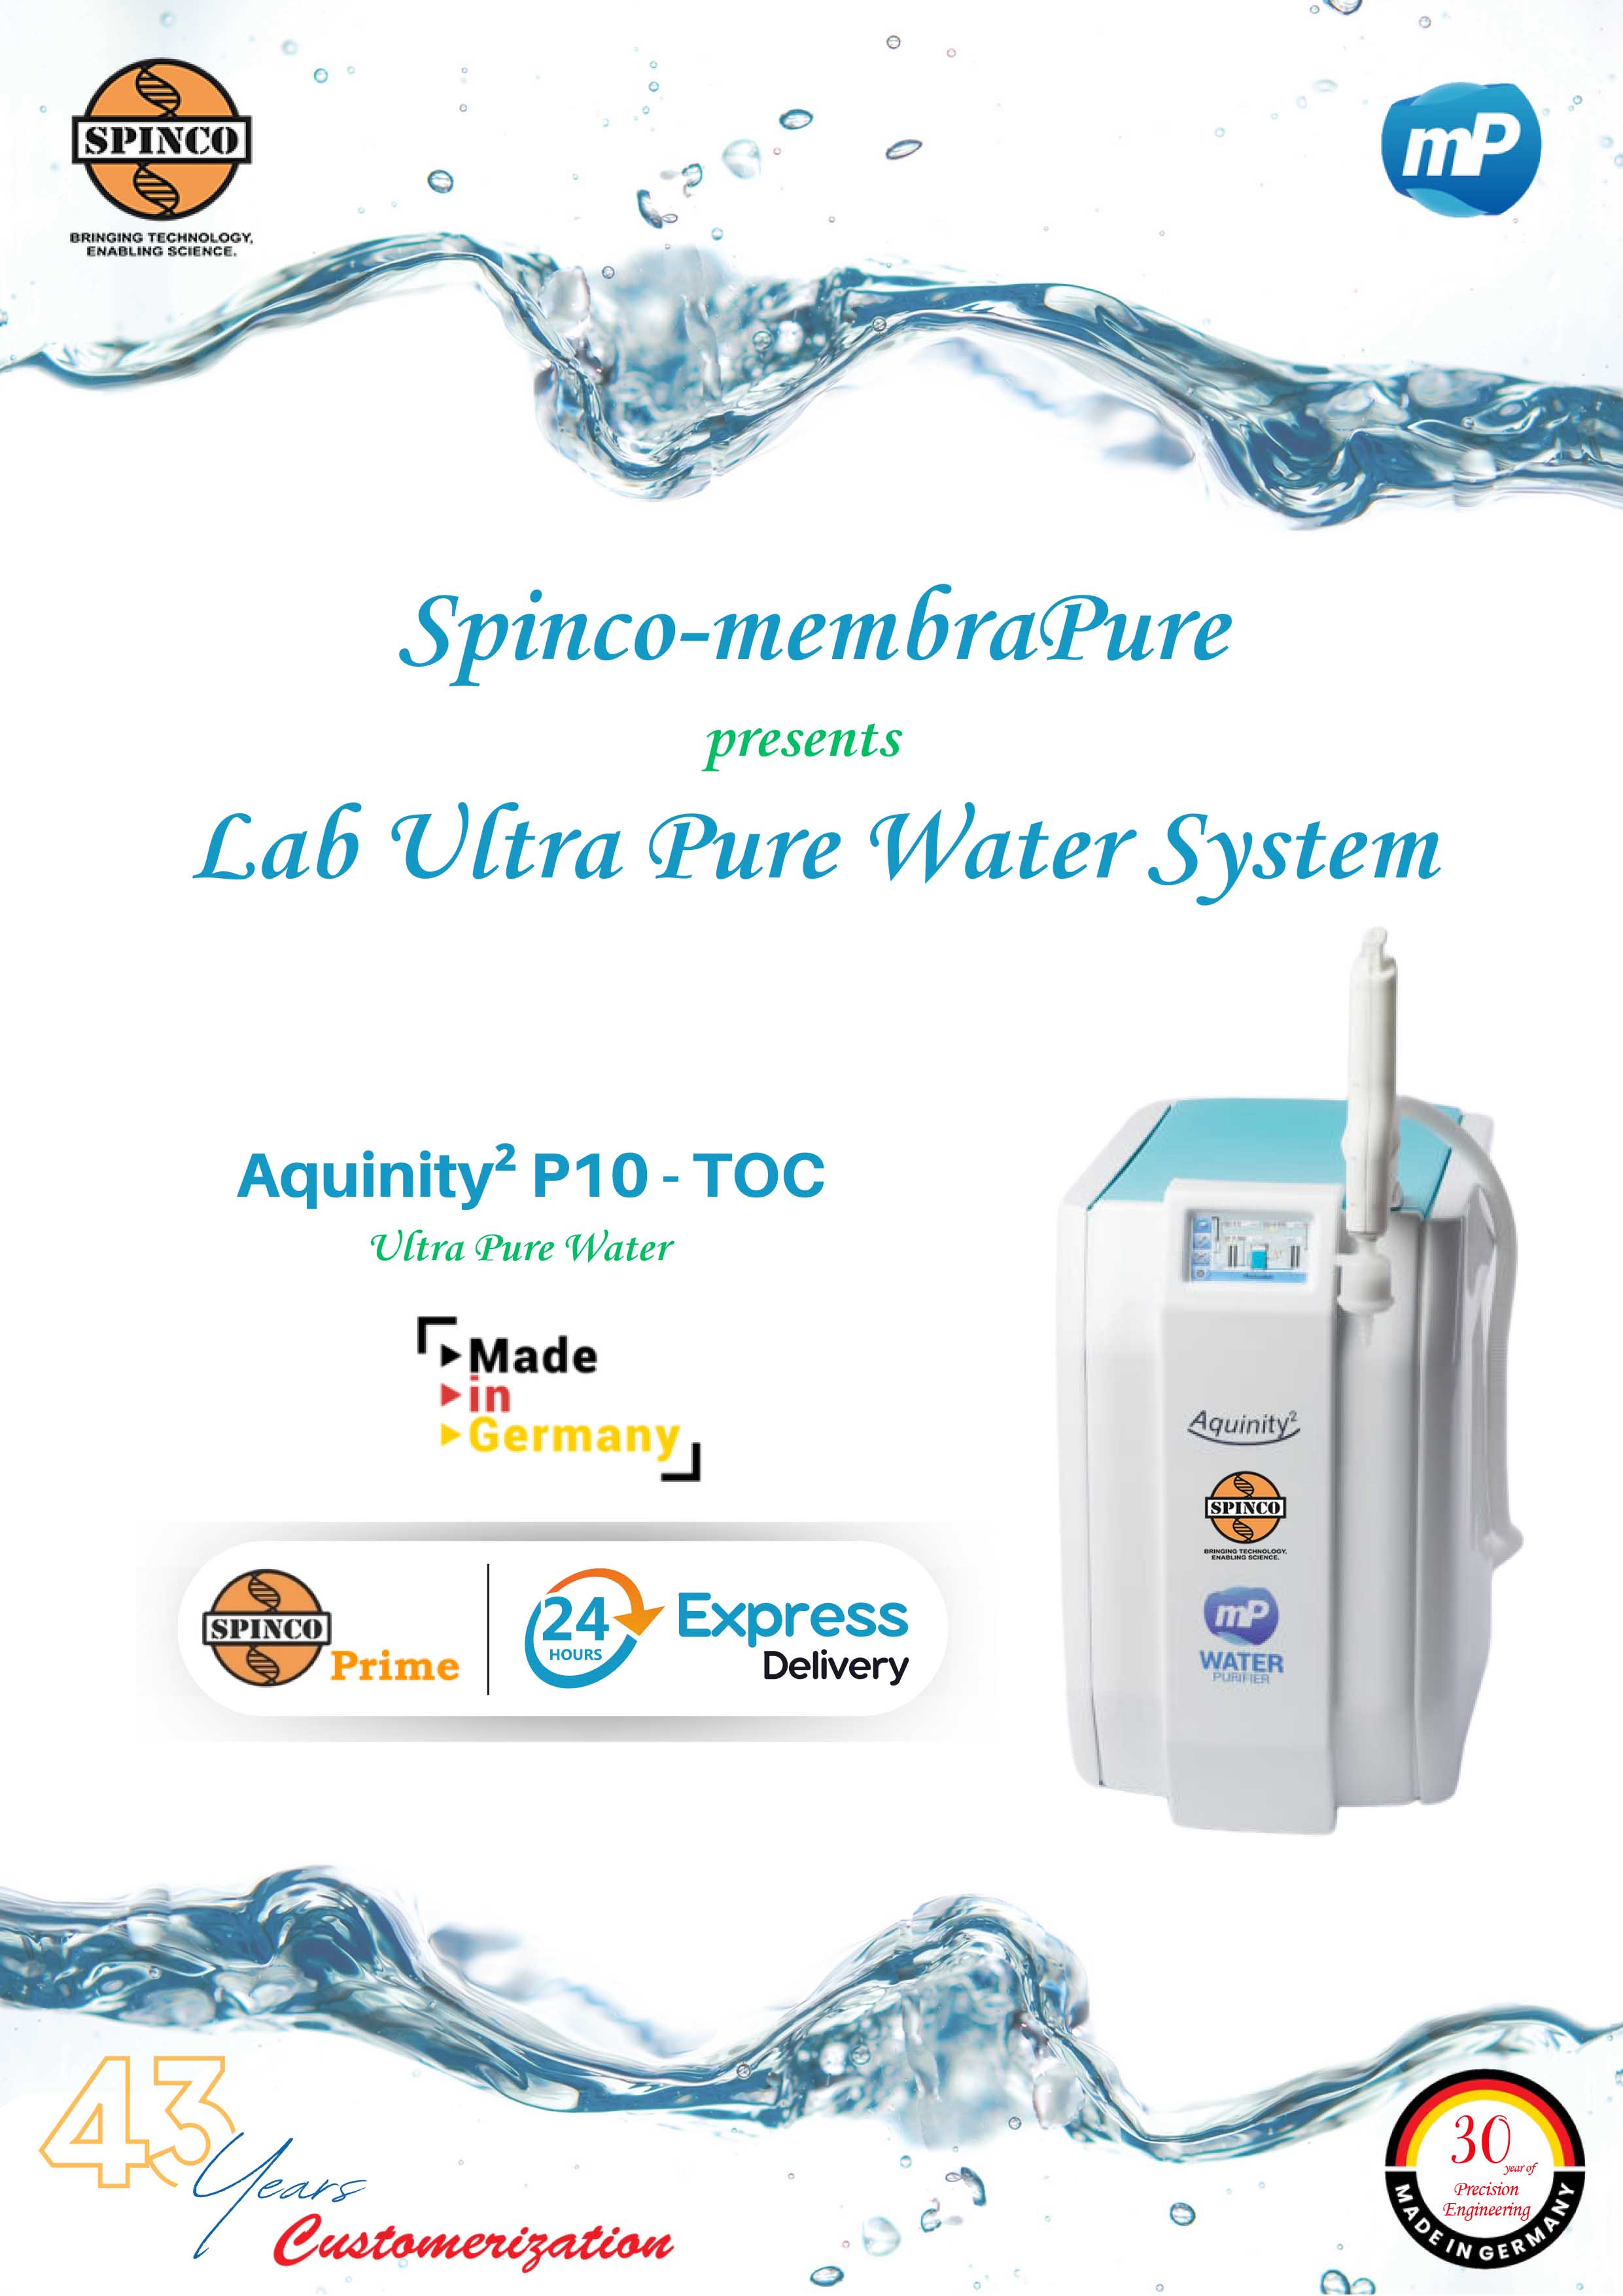 SPINCO
BRINGING TECHNOLOGY,
ENABLING SCIENCE.
mP
Spinco-membraPure
presents
Lab Ultra Pure Water System
Aquinity² P10 - TOC
Ultra Pure Water
Made
in
Germany
SPINCO
Prime
24
HOURS
Express
Delivery
Aquinity²
SPINCO
BRINGING TECHNOLOGY,
ENABLING SCIENCE.
mP
WATER
PURIFIER
43
Years
Customerization
30
year of
Precision
Engineering
MADE IN GERMANY